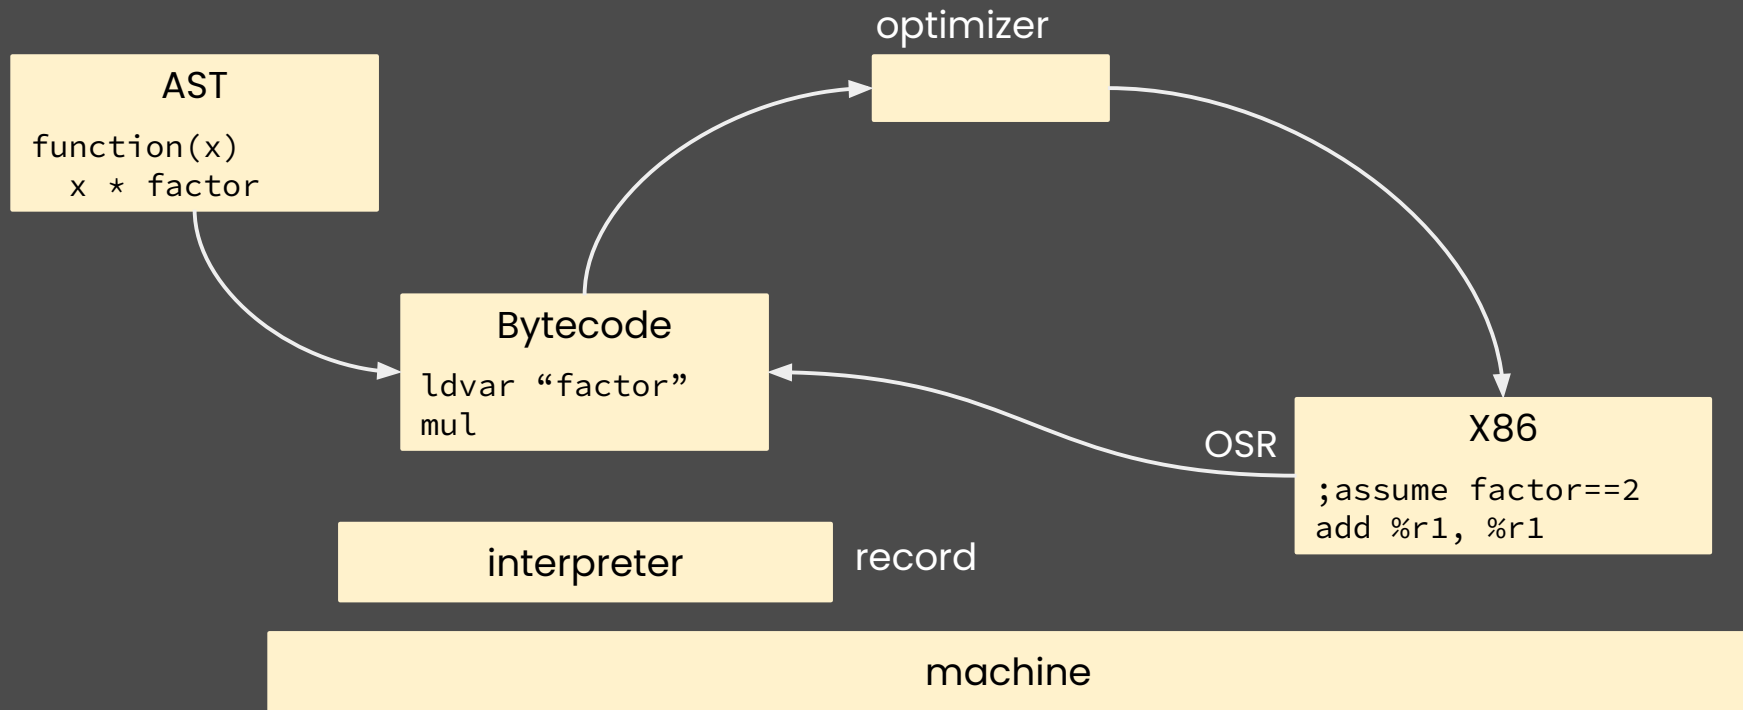 optimizer
AST
function(x)
  x * factor
Bytecode
ldvar “factor”
mul
OSR
X86
;assume factor==2
add %r1, %r1
interpreter
record
machine